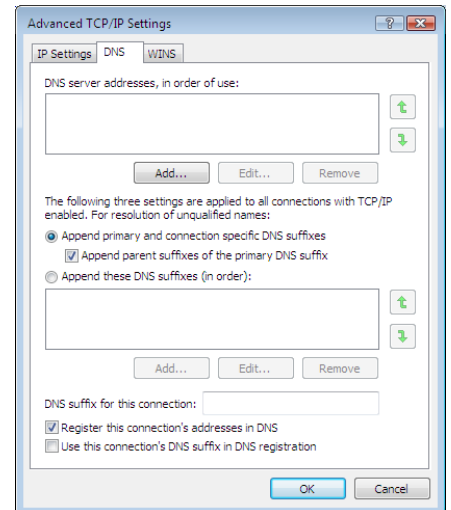 Advanced TCP/IP Settings
IP Settings DNS WINS
DNS server addresses, in order of use:
Add... Edit... Remove
The following three settings are applied to all connections with TCP/IP
enabled. For resolution of unqualified names:
Append primary and connection specific DNS suffixes
Append parent suffixes of the primary DNS suffix
Append these DNS suffixes (in order):
Add... Edit... Remove
DNS suffix for this connection:
Register this connection's addresses in DNS
Use this connection's DNS suffix in DNS registration
OK Cancel